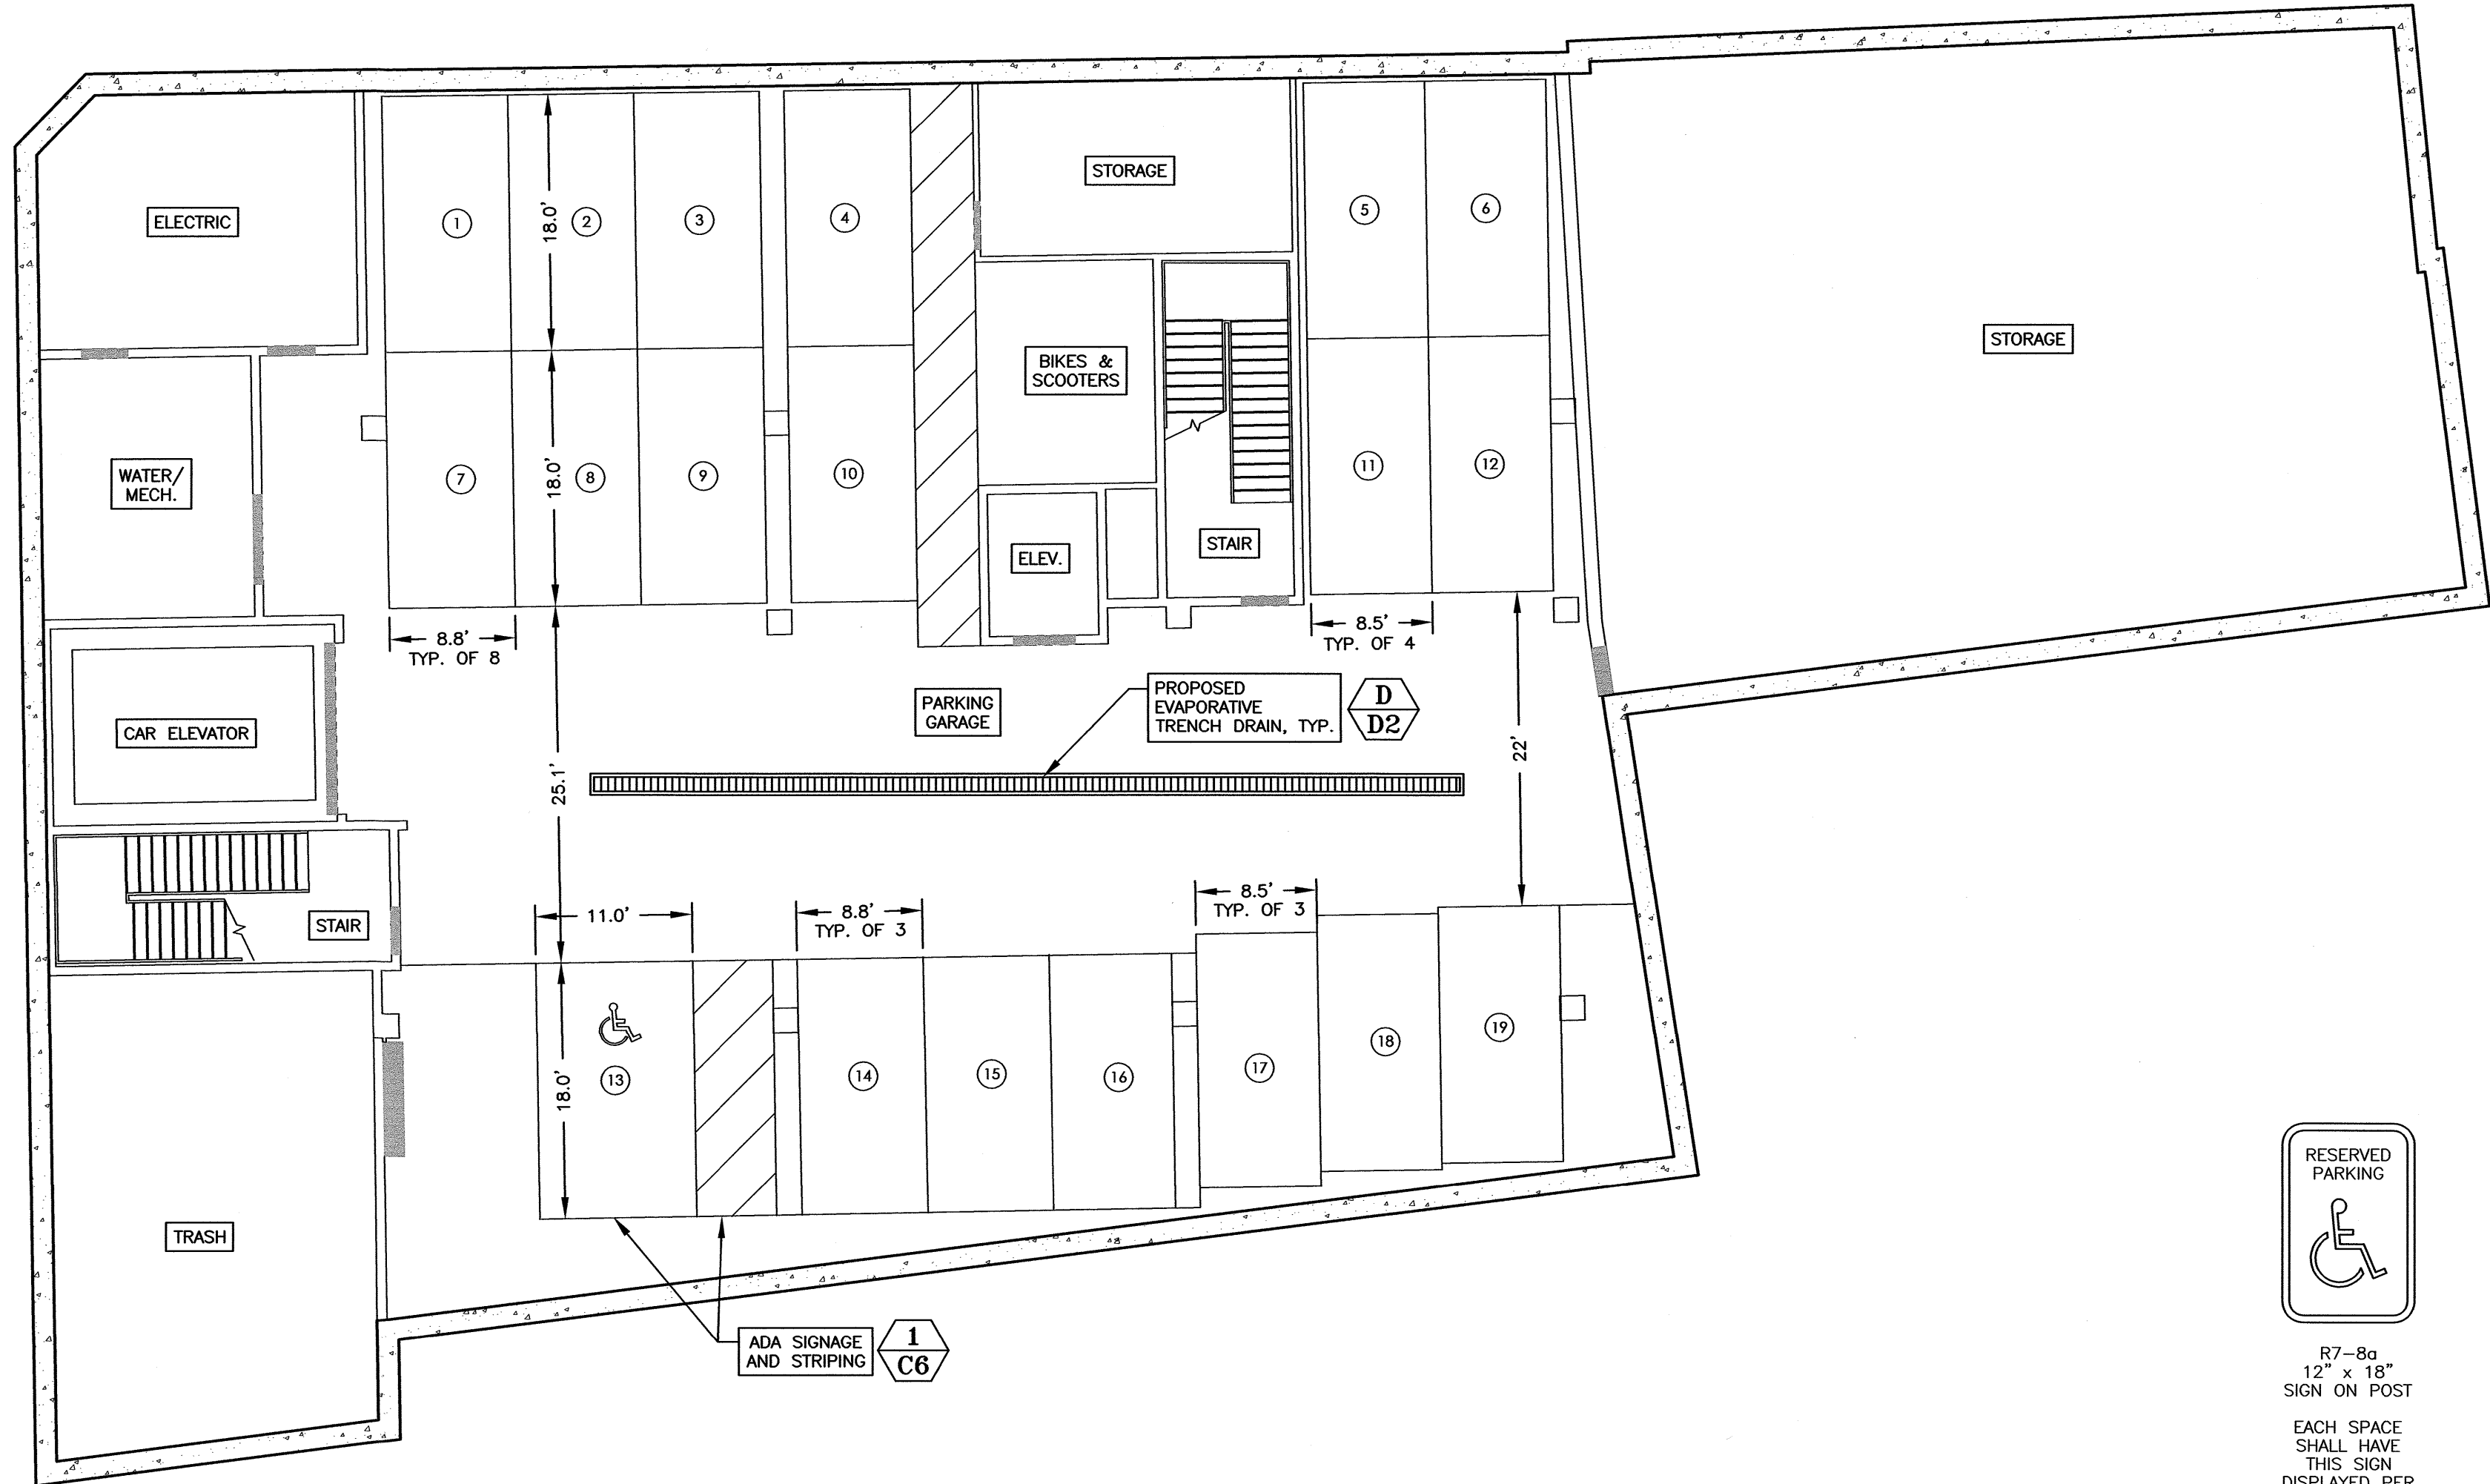 ELECTRIC
1
2
3
4
STORAGE
5
6
STORAGE
18.0'
WATER/
MECH.
7
8
9
10
18.0'
BIKES &
SCOOTERS
11
12
ELEV.
STAIR
8.8'
TYP. OF 8
8.5'
TYP. OF 4
CAR ELEVATOR
PARKING
GARAGE
PROPOSED
EVAPORATIVE
TRENCH DRAIN, TYP.
D
D2
25.1'
22'
STAIR
11.0'
8.8'
TYP. OF 3
8.5'
TYP. OF 3
18.0'
13
14
15
16
17
18
19
TRASH
ADA SIGNAGE
AND STRIPING
1
C6
RESERVED
PARKING
R7-8a
12" x 18"
SIGN ON POST
EACH SPACE
SHALL HAVE
THIS SIGN
DISPLAYED PER